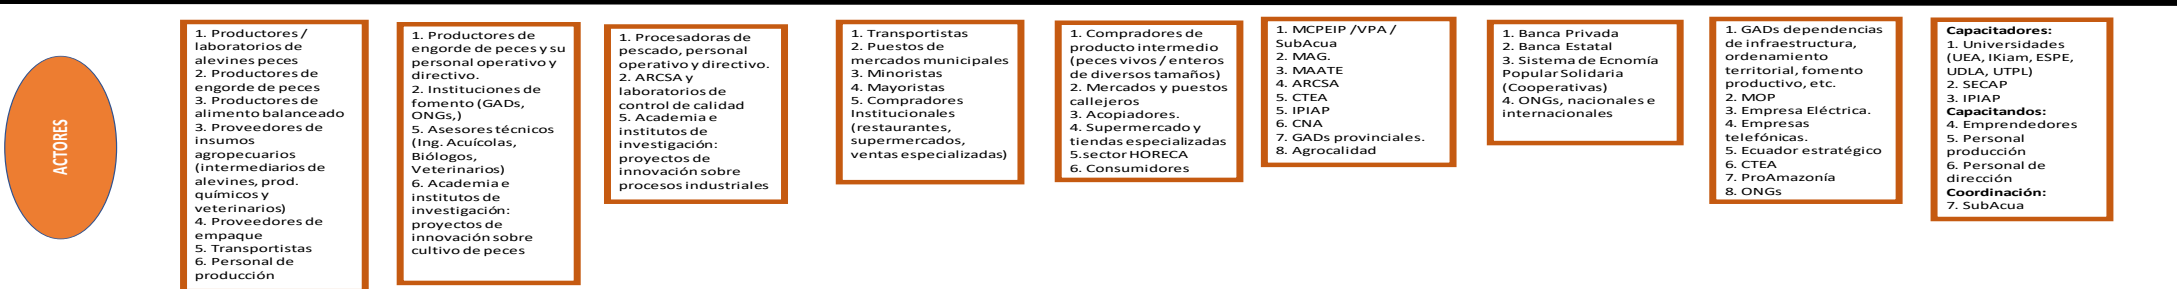 ACTORES
1. Productores /
laboratorios de
alevines peces
2. Productores de
engorde de peces
3. Productores de
alimento balanceado
3. Proveedores de
insumos
agropecuarios
(intermediarios de
alevines, prod.
químicos y
veterinarios)
4. Proveedores de
empaque
5. Transportistas
6. Personal de
producción
1. Productores de
engorde de peces y su
personal operativo y
directivo.
2. Instituciones de
fomento (GADs,
ONGs,)
5. Asesores técnicos
(Ing. Acuícolas,
Biólogos,
Veterinarios)
6. Academia e
institutos de
investigación:
proyectos de
innovación sobre
cultivo de peces
1. Procesadoras de
pescado, personal
operativo y directivo.
2. ARCSA y
laboratorios de
control de calidad
5. Academia e
institutos de
investigación:
proyectos de
innovación sobre
procesos industriales
1. Transportistas
2. Puestos de
mercados municipales
3. Minoristas
4. Mayoristas
5. Compradores
Institucionales
(restaurantes,
supermercados,
ventas especializadas)
1. Compradores de
producto intermedio
(peces vivos / enteros
de diversos tamaños)
2. Mercados y puestos
callejeros
3. Acopiadores.
4. Supermercado y
tiendas especializadas
5.sector HORECA
6. Consumidores
1. MCPEIP /VPA /
SubAcua
2. MAG.
3. MAATE
4. ARCSA
5. CTEA
5. IPIAP
6. CNA
7. GADs provinciales.
8. Agrocalidad
1. Banca Privada
2. Banca Estatal
3. Sistema de Ecnomía
Popular Solidaria
(Cooperativas)
4. ONGs, nacionales e
internacionales
1. GADs dependencias
de infraestructura,
ordenamiento
territorial, fomento
productivo, etc.
2. MOP
3. Empresa Eléctrica.
4. Empresas
telefónicas.
5. Ecuador estratégico
6. CTEA
7. ProAmazonía
8. ONGs
Capacitadores:
1. Universidades
(UEA, IKiam, ESPE,
UDLA, UTPL)
2. SECAP
3. IPIAP
Capacitandos:
4. Emprendedores
5. Personal
producción
6. Personal de
dirección
Coordinación:
7. SubAcua